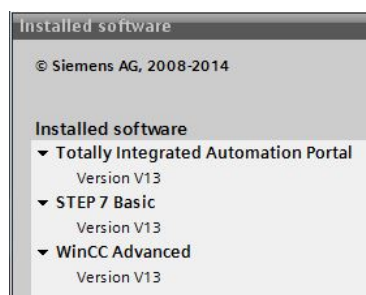 Installed software
© Siemens AG, 2008-2014
Installed software
Totally Integrated Automation Portal
Version V13
STEP 7 Basic
Version V13
WinCC Advanced
Version V13